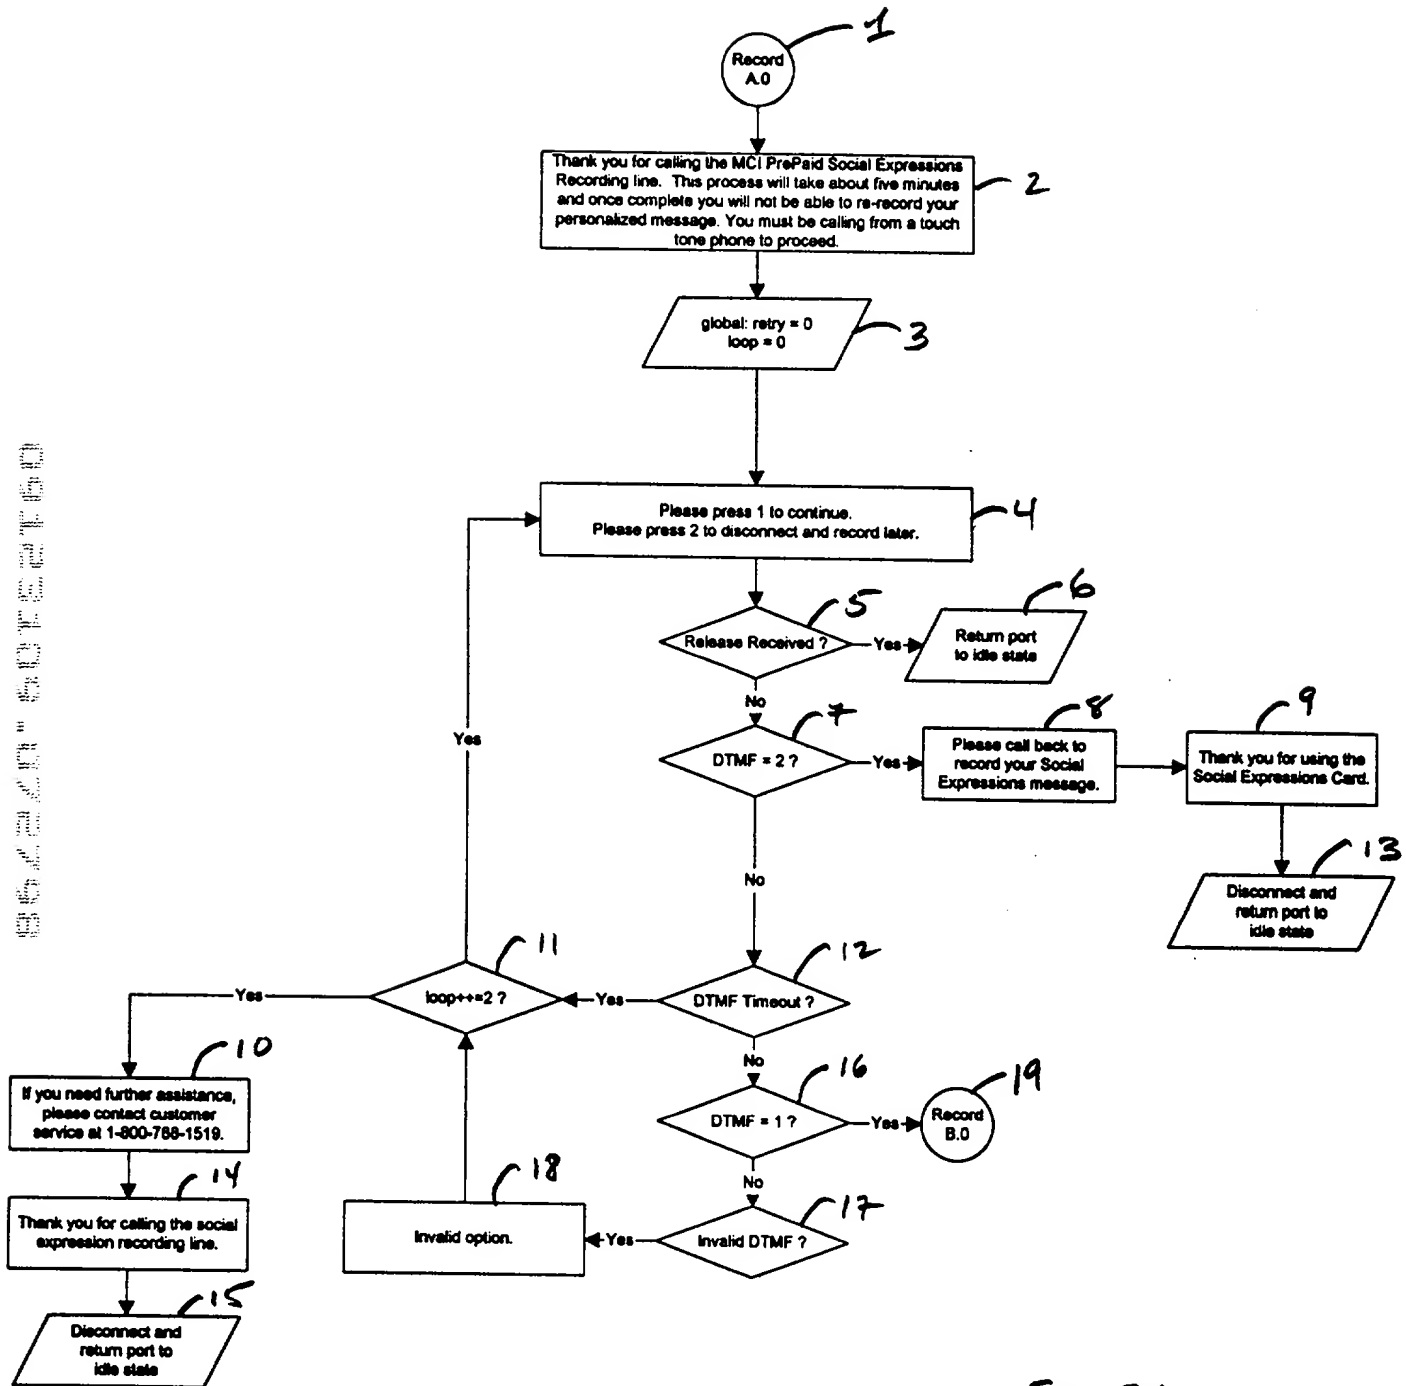 1
Record
A.0
Thank you for calling the MCI PrePaid Social Expressions
Recording line. This process will take about five minutes
and once complete you will not be able to re-record your
personalized message. You must be calling from a touch
tone phone to proceed.
2
global: retry = 0
loop = 0
3
Please press 1 to continue.
Please press 2 to disconnect and record later.
4
5
Release Received ?
Yes
6
Return port
to idle state
No
7
DTMF = 2 ?
Yes
8
Please call back to
record your Social
Expressions message.
9
Thank you for using the
Social Expressions Card.
13
Disconnect and
return port to
idle state
No
Yes
11
loop++=2 ?
Yes
12
DTMF Timeout ?
Yes
10
If you need further assistance,
please contact customer
service at 1-800-788-1519.
No
16
DTMF = 1 ?
Yes
19
Record
B.0
14
Thank you for calling the social
expression recording line.
18
Invalid option.
No
17
Invalid DTMF ?
Yes
15
Disconnect and
return port to
idle state